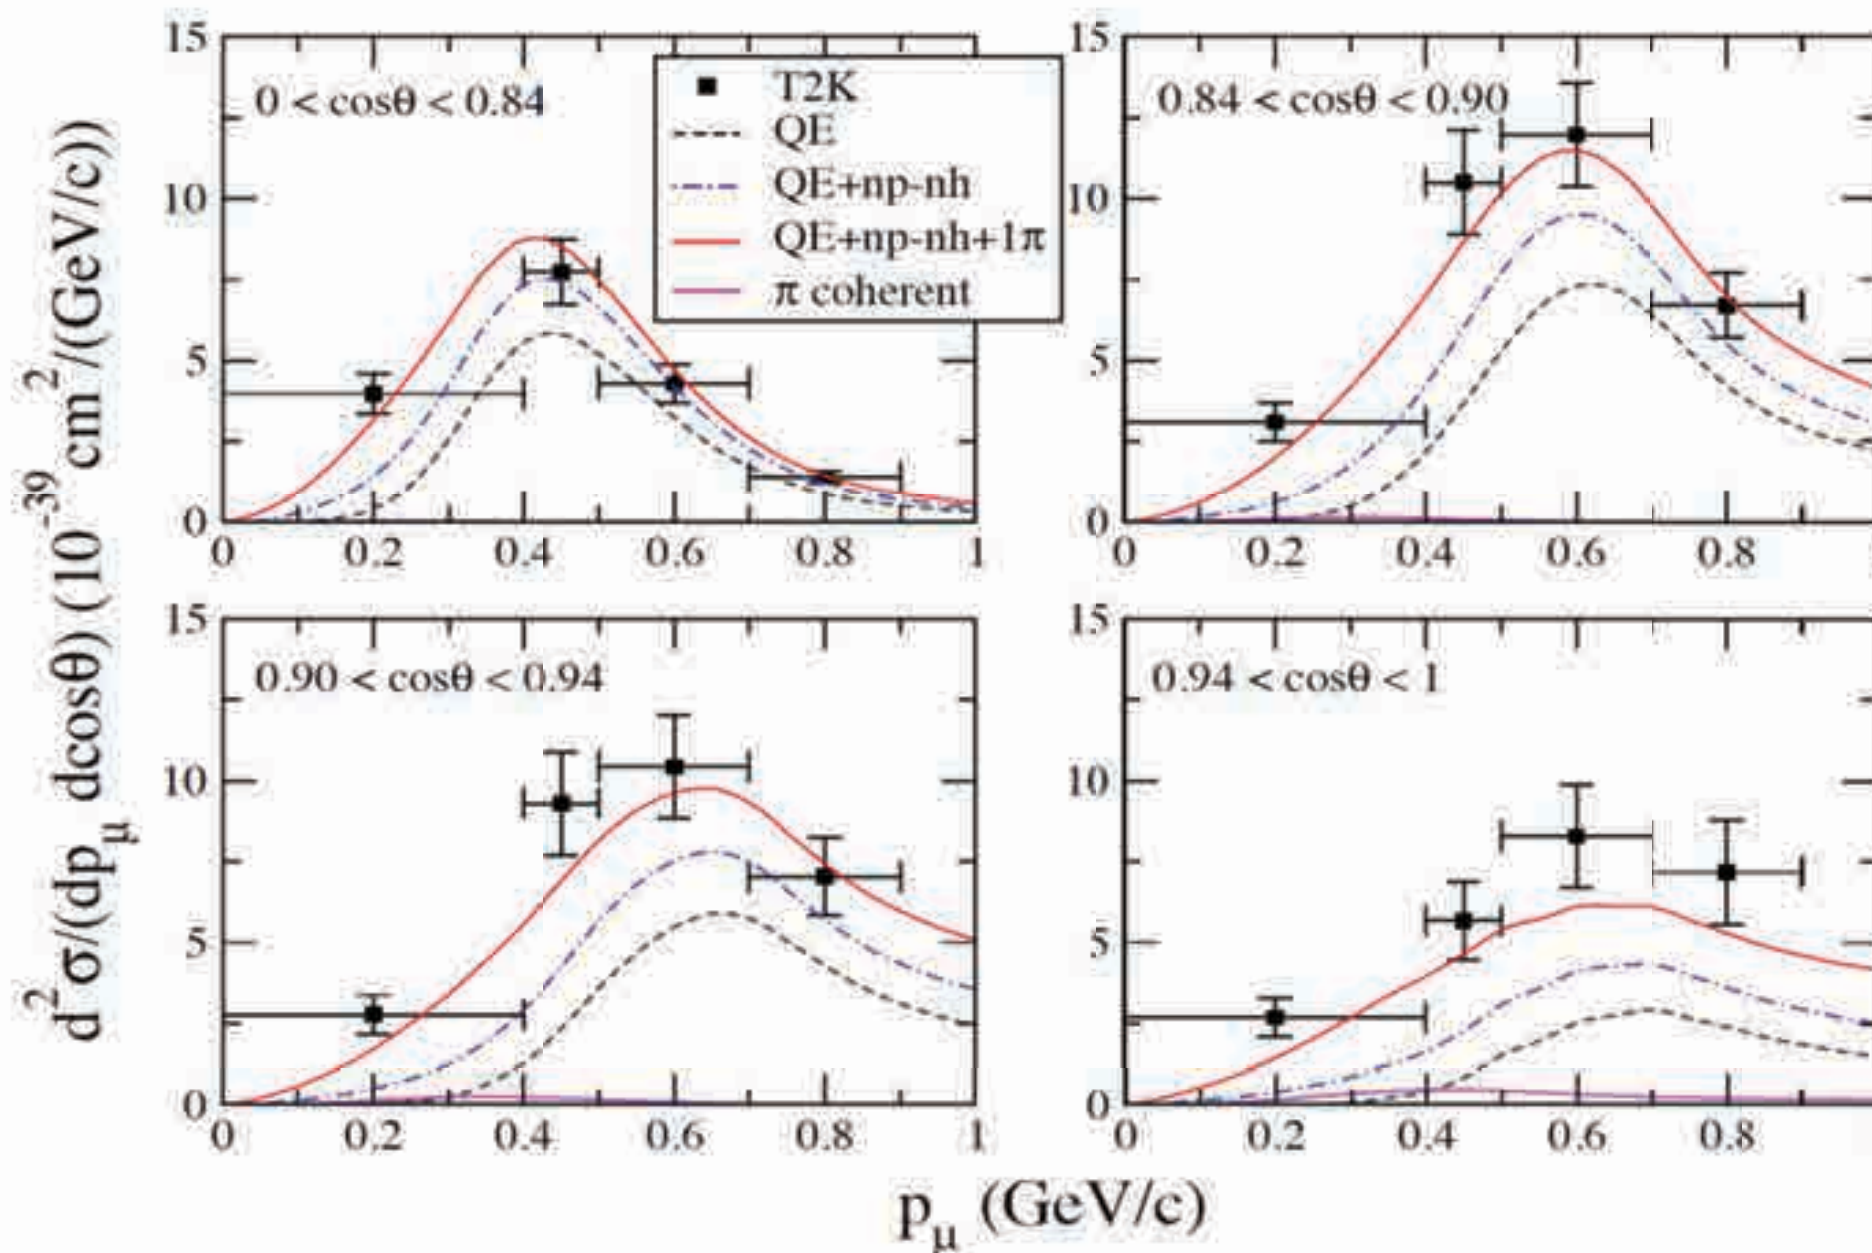 15
10
5
0
0 < cosθ < 0.84
0 0.2 0.4 0.6 0.8 1
T2K
QE
QE+np-nh
QE+np-nh+1π
π coherent
15
10
5
0
0.84 < cosθ < 0.90
0 0.2 0.4 0.6 0.8
15
10
5
0
0.90 < cosθ < 0.94
0 0.2 0.4 0.6 0.8 1
15
10
5
0
0.94 < cosθ < 1
0 0.2 0.4 0.6 0.8
d²σ/(dp_μ dcosθ) (10⁻³⁹ cm²/(GeV/c))
p_μ (GeV/c)